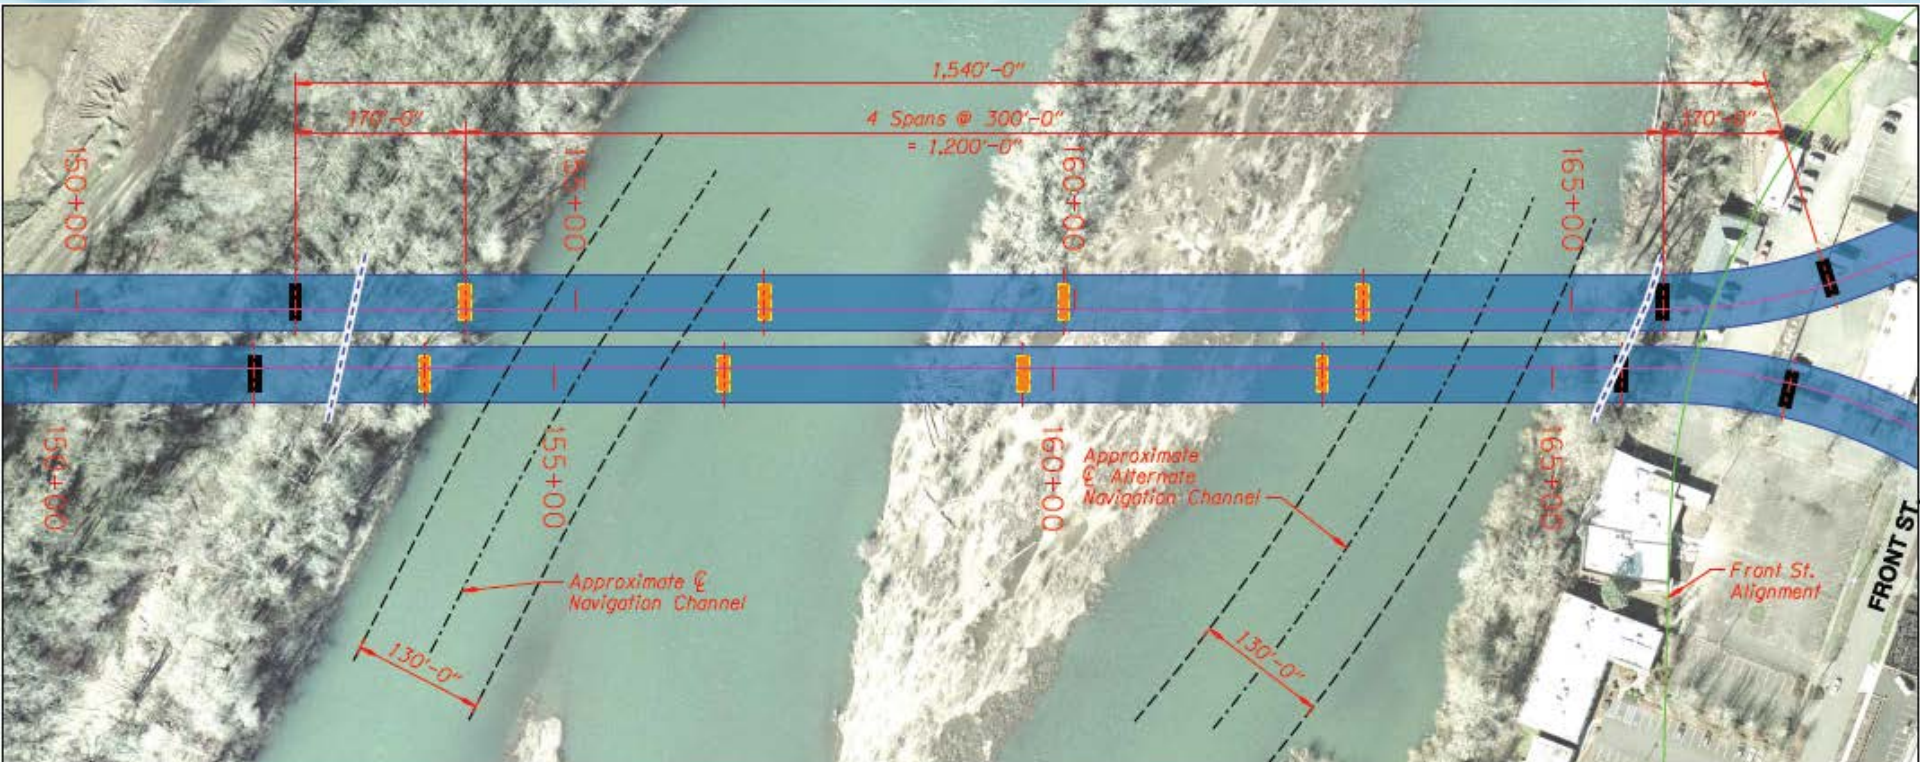 1,540'-0"
170'-0"
4 Spans @ 300'-0"
= 1,200'-0"
170'-0"
150+00
155+00
160+00
165+00
150+00
155+00
160+00
165+00
Approximate
℄ Alternate
Navigation Channel
Approximate ℄
Navigation Channel
130'-0"
130'-0"
Front St.
Alignment
FRONT ST.